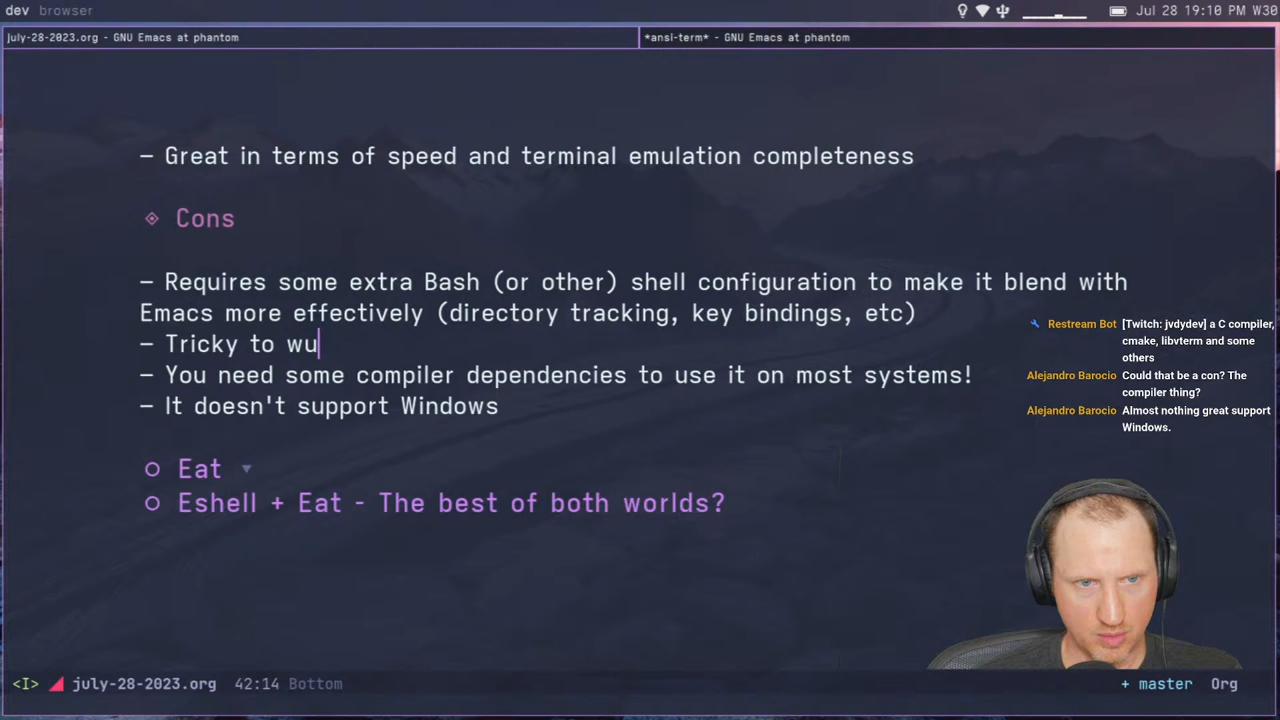 dev browser
Jul 28 19:10 PM W30
july-28-2023.org - GNU Emacs at phantom
*ansi-term* - GNU Emacs at phantom
– Great in terms of speed and terminal emulation completeness
Cons
– Requires some extra Bash (or other) shell configuration to make it blend with
Emacs more effectively (directory tracking, key bindings, etc)
– Tricky to wu
– You need some compiler dependencies to use it on most systems!
– It doesn't support Windows
Eat
Eshell + Eat - The best of both worlds?
Restream Bot [Twitch: jvdydev] a C compiler,
cmake, libvterm and some
others
Alejandro Barocio Could that be a con? The
compiler thing?
Alejandro Barocio Almost nothing great support
Windows.
<I> july-28-2023.org 42:14 Bottom
+ master Org